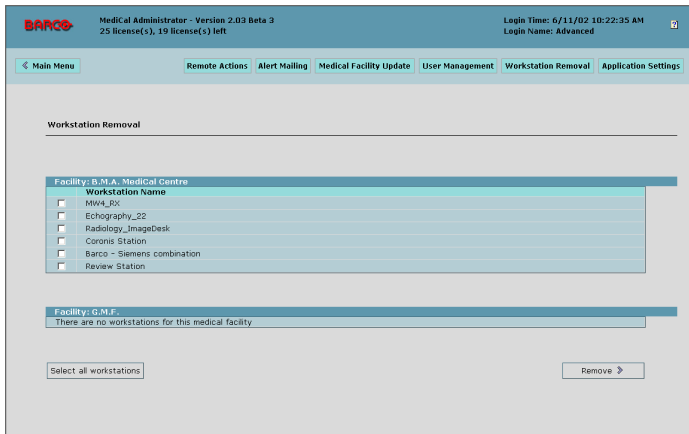 BARCO
MediCal Administrator - Version 2.03 Beta 3
25 license(s), 19 license(s) left
Login Time: 6/11/02 10:22:35 AM
Login Name: Advanced
?
Main Menu
Remote Actions
Alert Mailing
Medical Facility Update
User Management
Workstation Removal
Application Settings
Workstation Removal
Facility: B.M.A. MediCal Centre
Workstation Name
MW4_RX
Echography_22
Radiology_ImageDesk
Coronis Station
Barco - Siemens combination
Review Station
Facility: G.M.F.
There are no workstations for this medical facility
Select all workstations
Remove